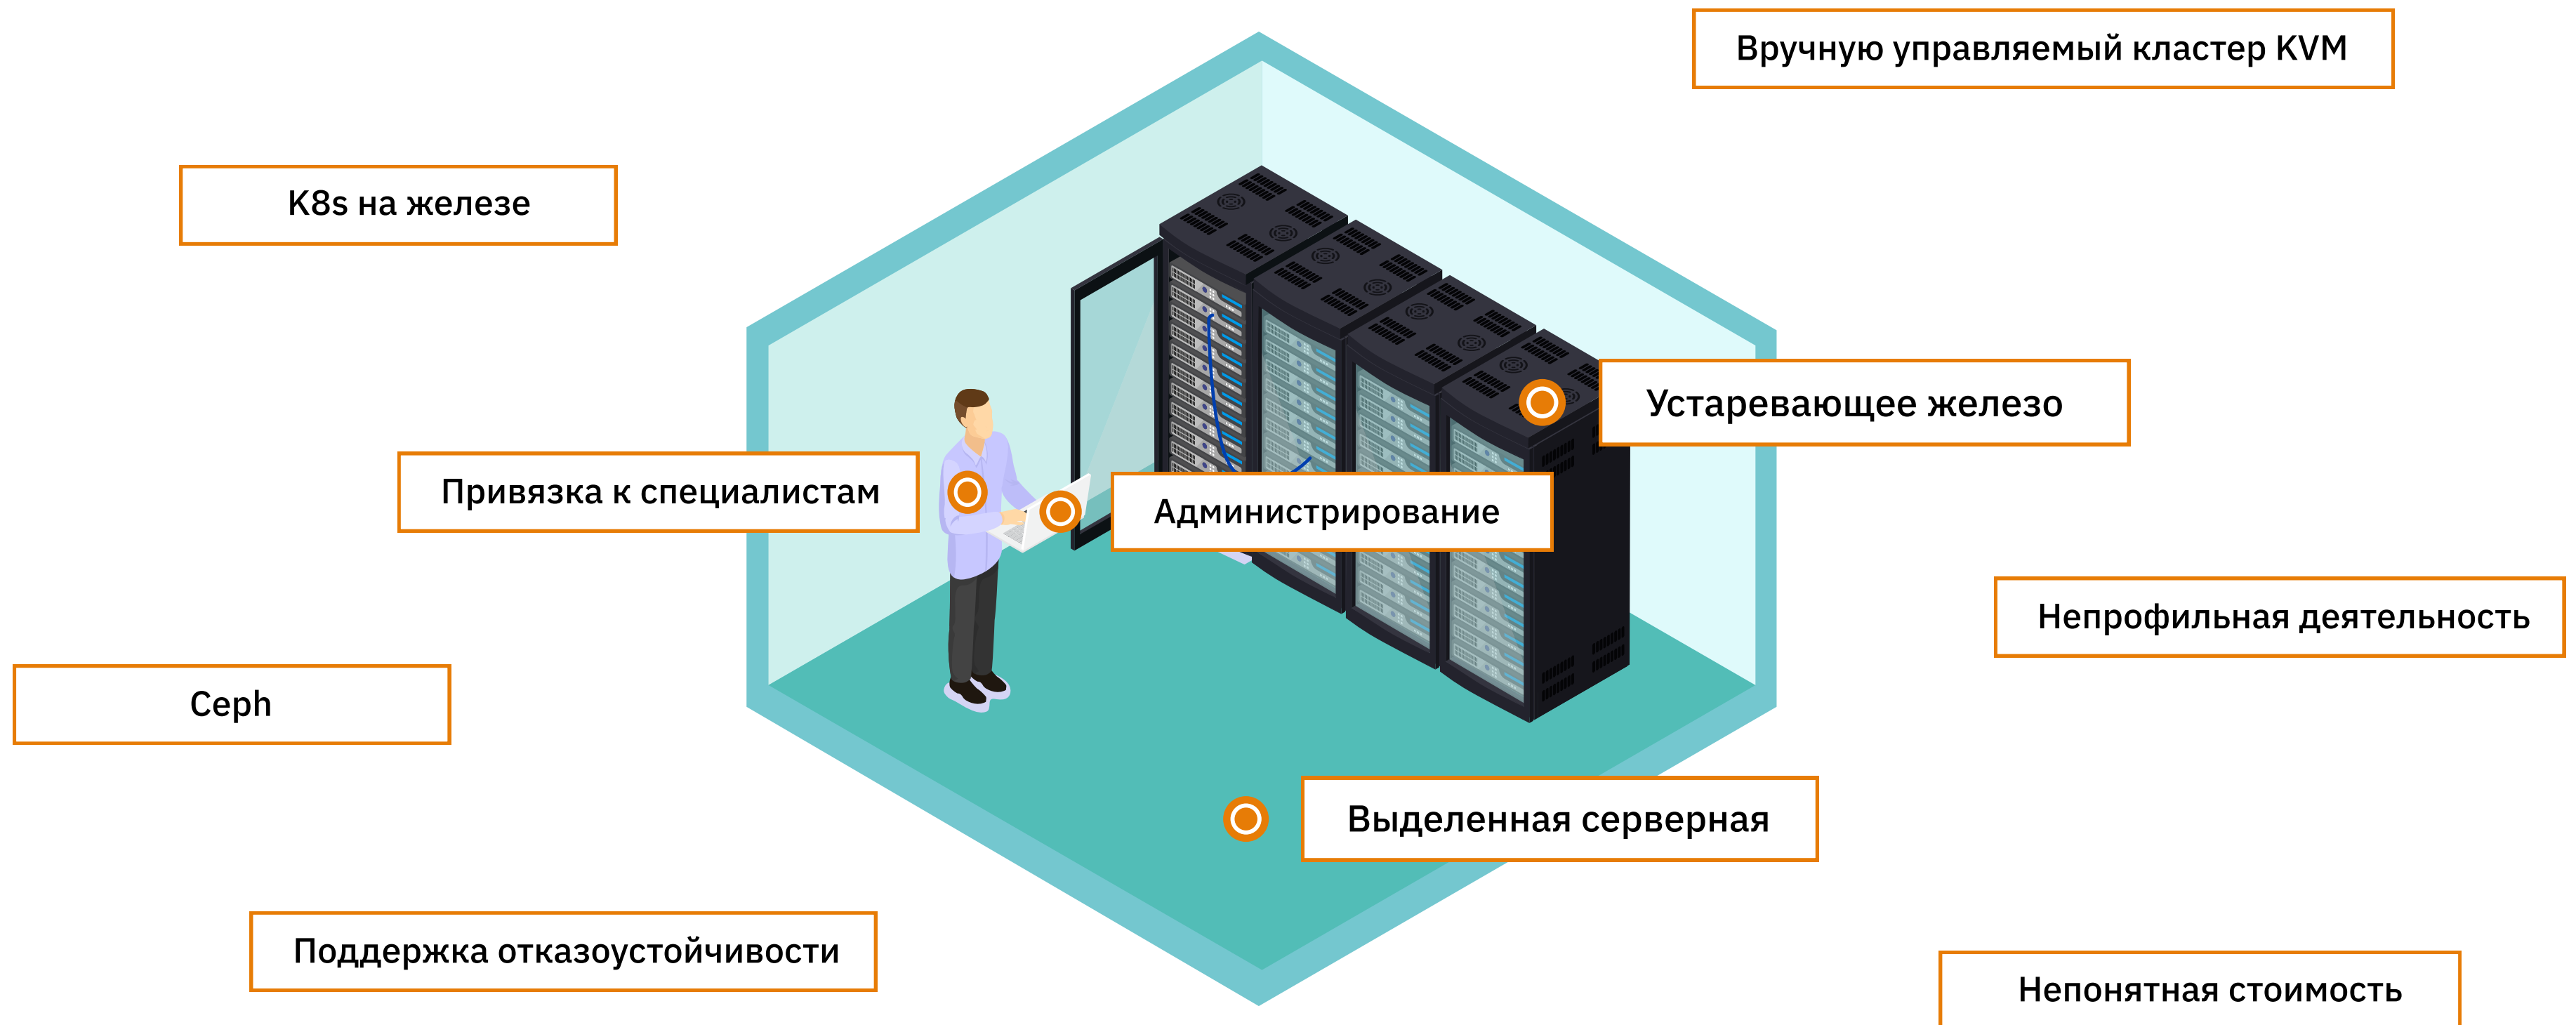 Вручную управляемый кластер KVM
K8s на железе
Устаревающее железо
Привязка к специалистам
Администрирование
Непрофильная деятельность
Ceph
Выделенная серверная
Поддержка отказоустойчивости
Непонятная стоимость